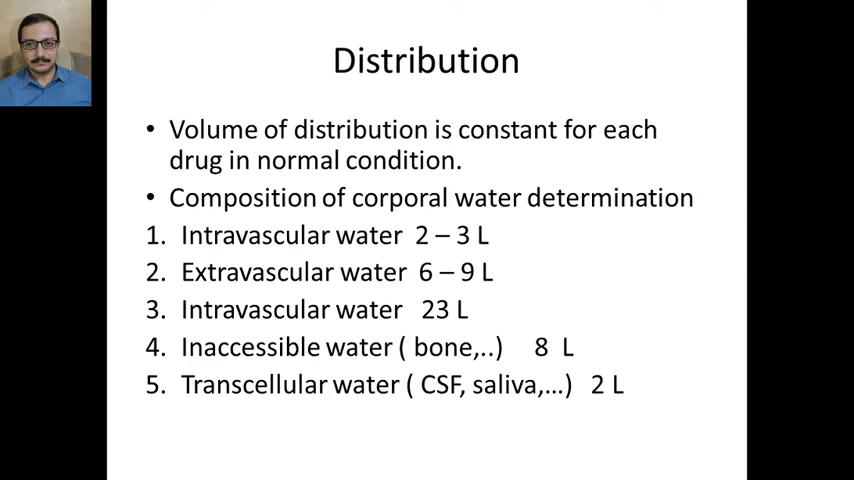 Distribution
• Volume of distribution is constant for each
drug in normal condition.
• Composition of corporal water determination
1. Intravascular water 2 – 3 L
2. Extravascular water 6 – 9 L
3. Intravascular water 23 L
4. Inaccessible water ( bone,..) 8 L
5. Transcellular water ( CSF, saliva,...) 2 L